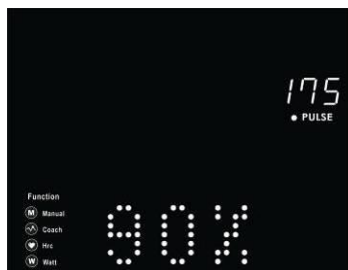 175
PULSE
Function
M Manual
Coach
Hrc
W Watt
90%